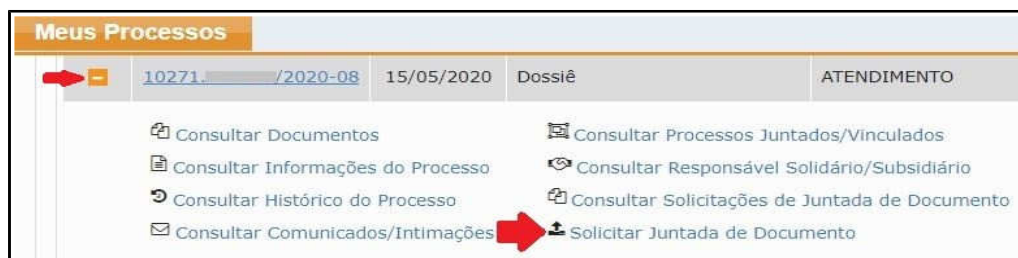 Meus Processos
10271. /2020-08 15/05/2020 Dossiê ATENDIMENTO
Consultar Documentos Consultar Processos Juntados/Vinculados
Consultar Informações do Processo Consultar Responsável Solidário/Subsidiário
Consultar Histórico do Processo Consultar Solicitações de Juntada de Documento
Consultar Comunicados/Intimações Solicitar Juntada de Documento